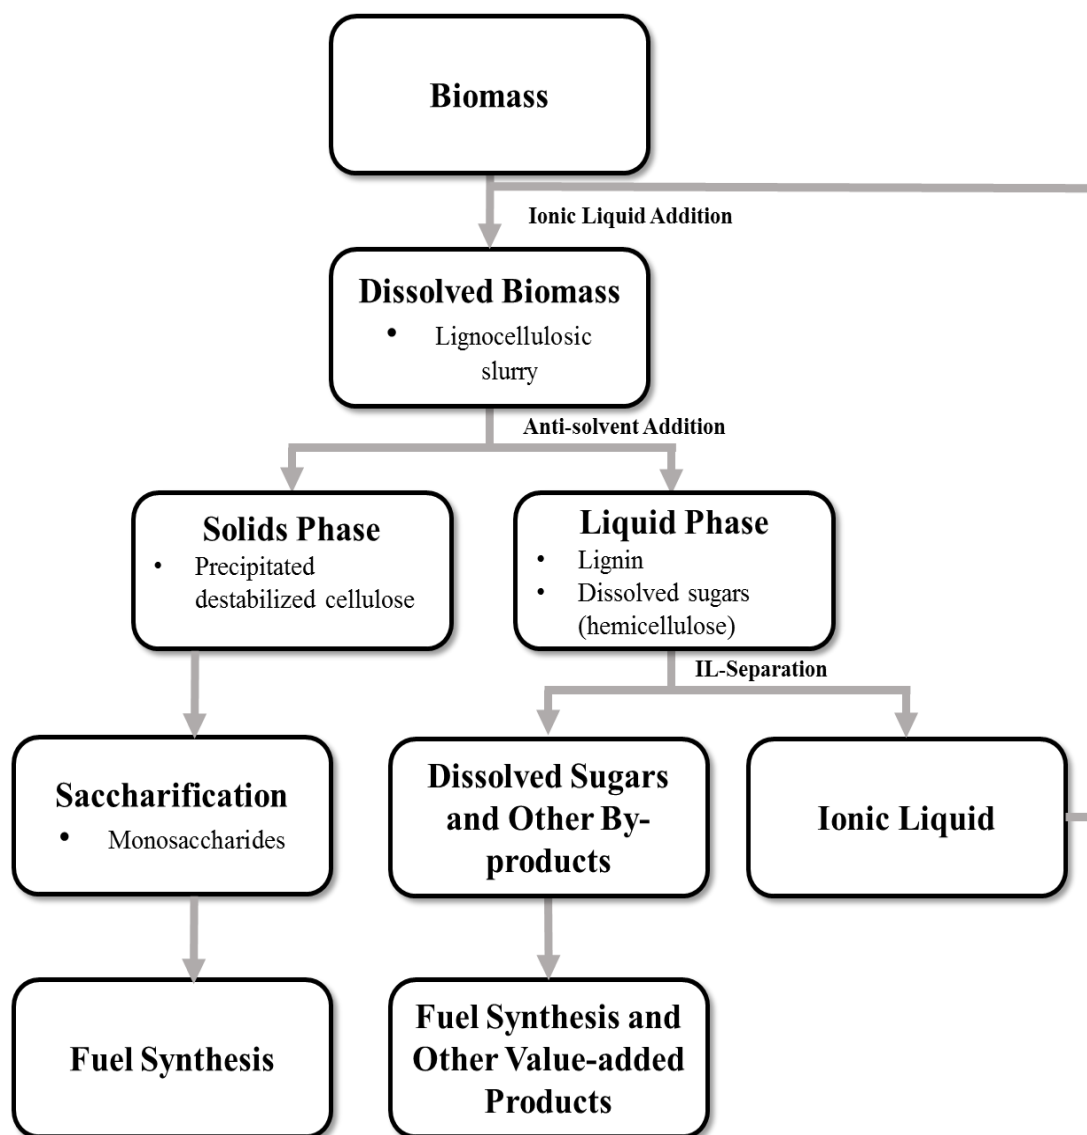 Biomass
Ionic Liquid Addition
Dissolved Biomass
• Lignocellulosic
slurry
Anti-solvent Addition
Solids Phase
• Precipitated
destabilized cellulose
Liquid Phase
• Lignin
• Dissolved sugars
(hemicellulose)
IL-Separation
Saccharification
• Monosaccharides
Dissolved Sugars
and Other By-
products
Ionic Liquid
Fuel Synthesis
Fuel Synthesis and
Other Value-added
Products